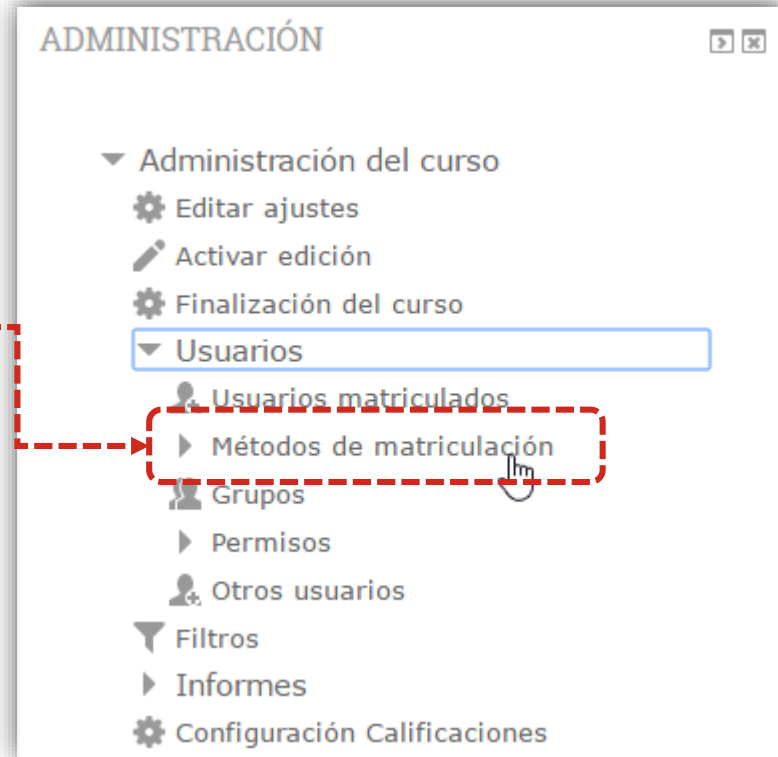 ADMINISTRACIÓN
Administración del curso
Editar ajustes
Activar edición
Finalización del curso
Usuarios
Usuarios matriculados
Métodos de matriculación
Grupos
Permisos
Otros usuarios
Filtros
Informes
Configuración Calificaciones